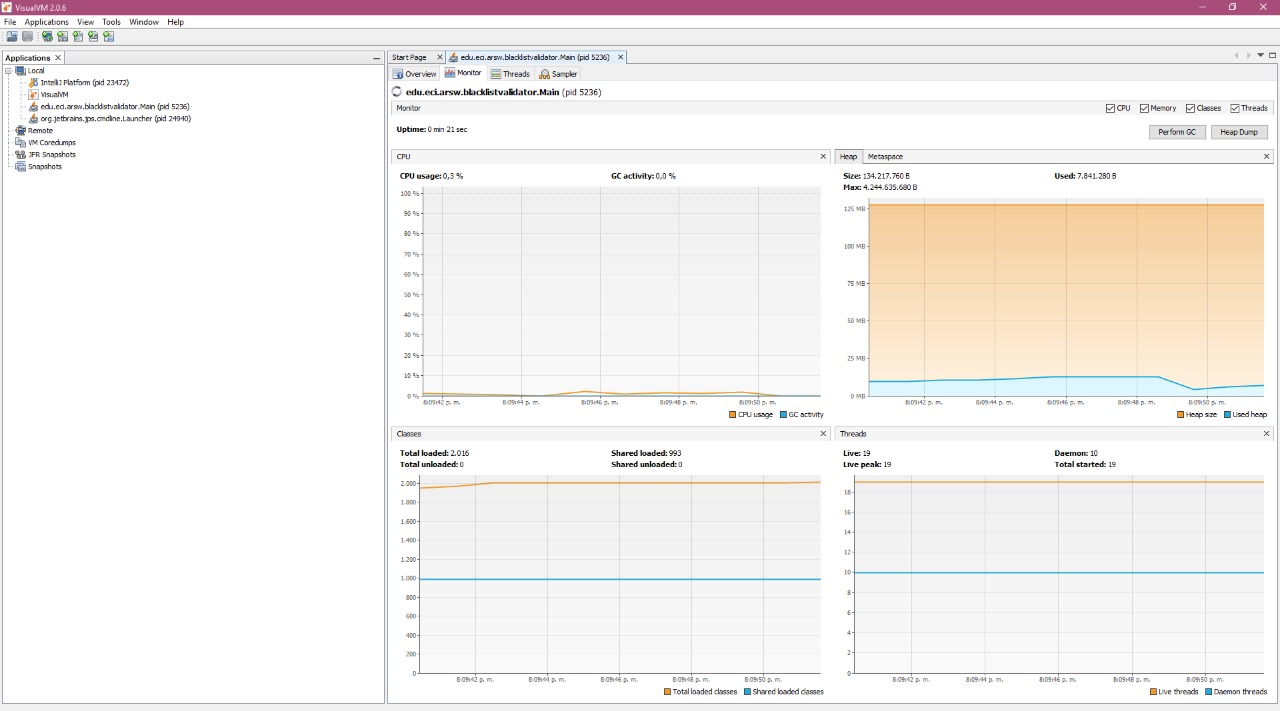 VisualVM 2.0.6
File Applications View Tools Window Help
Applications
Local
IntelliJ Platform (pid 23472)
VisualVM
edu.eci.arsw.blacklistvalidator.Main (pid 5236)
org.jetbrains.jps.cmdline.Launcher (pid 24940)
Remote
VM Coredumps
JFR Snapshots
Snapshots
Start Page edu.eci.arsw.blacklistvalidator.Main (pid 5236)
Overview Monitor Threads Sampler
edu.eci.arsw.blacklistvalidator.Main (pid 5236)
Monitor CPU Memory Classes Threads
Uptime: 0 min 21 sec Perform GC Heap Dump
CPU
CPU usage: 0,3 % GC activity: 0,0 %
100 %
90 %
80 %
70 %
60 %
50 %
40 %
30 %
20 %
10 %
0 %
8:09:42 p. m. 8:09:44 p. m. 8:09:46 p. m. 8:09:48 p. m. 8:09:50 p. m.
CPU usage GC activity
Heap Metaspace
Size: 134.217.760 B Used: 7.841.280 B
Max: 4.244.635.680 B
125 MB
100 MB
75 MB
50 MB
25 MB
0 MB
8:09:42 p. m. 8:09:44 p. m. 8:09:46 p. m. 8:09:48 p. m. 8:09:50 p. m.
Heap size Used heap
Classes
Total loaded: 2.016 Shared loaded: 993
Total unloaded: 0 Shared unloaded: 0
2.000
1.800
1.600
1.400
1.200
1.000
800
600
400
200
0
8:09:42 p. m. 8:09:44 p. m. 8:09:46 p. m. 8:09:48 p. m. 8:09:50 p. m.
Total loaded classes Shared loaded classes
Threads
Live: 19 Daemon: 10
Live peak: 19 Total started: 19
18
16
14
12
10
8
6
4
2
0
8:09:42 p. m. 8:09:44 p. m. 8:09:46 p. m. 8:09:48 p. m. 8:09:50 p. m.
Live threads Daemon threads